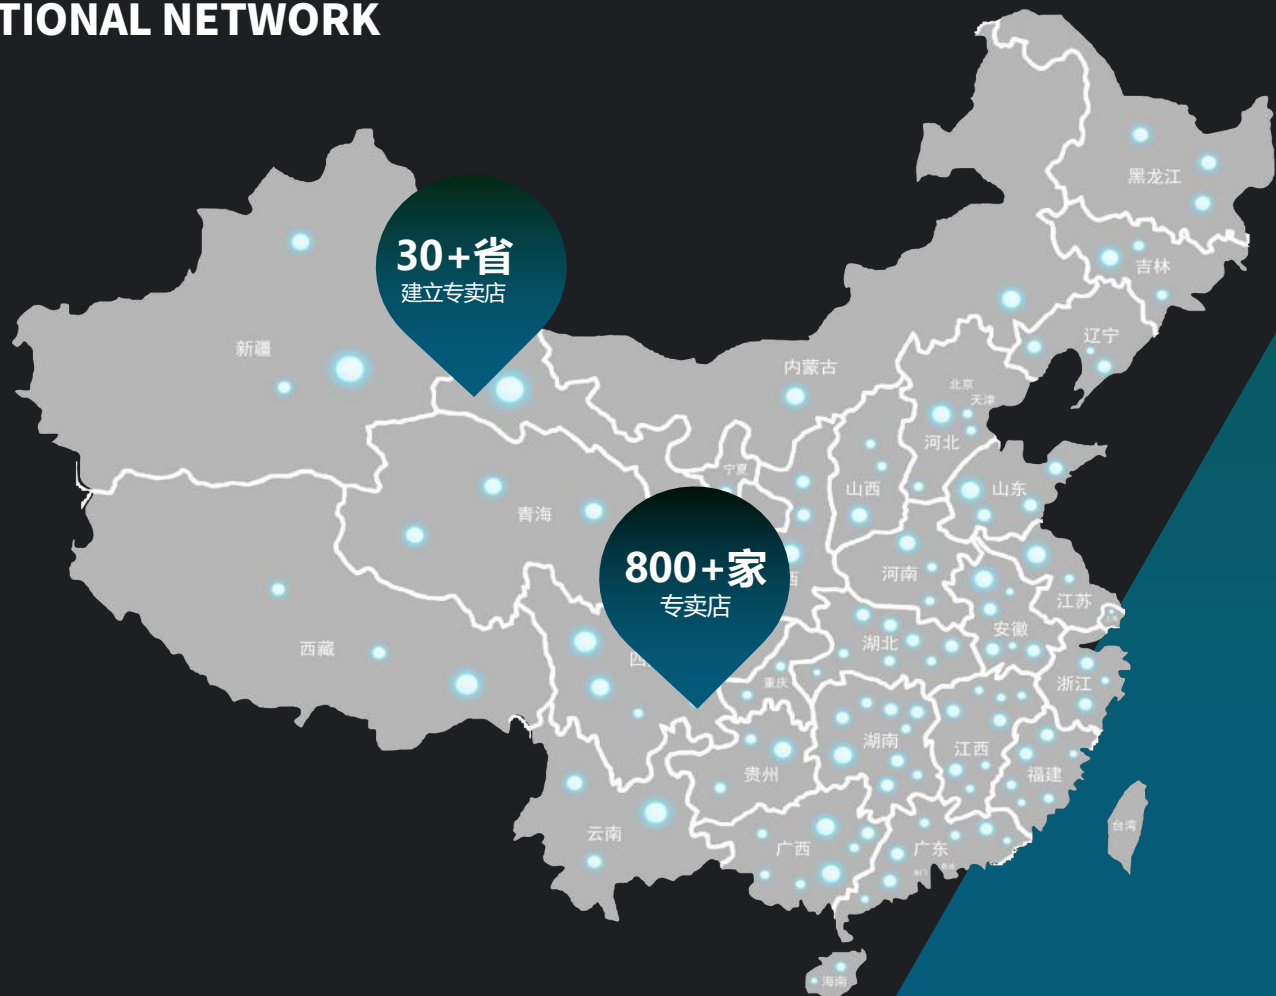 TIONAL NETWORK
黑龙江
30+省
建立专卖店
吉林
辽宁
新疆
内蒙古
北京
天津
河北
宁夏
山西
山东
青海
800+家
专卖店
河南
江苏
安徽
西藏
湖北
重庆
浙江
湖南
江西
贵州
福建
台湾
云南
广西
广东
海南